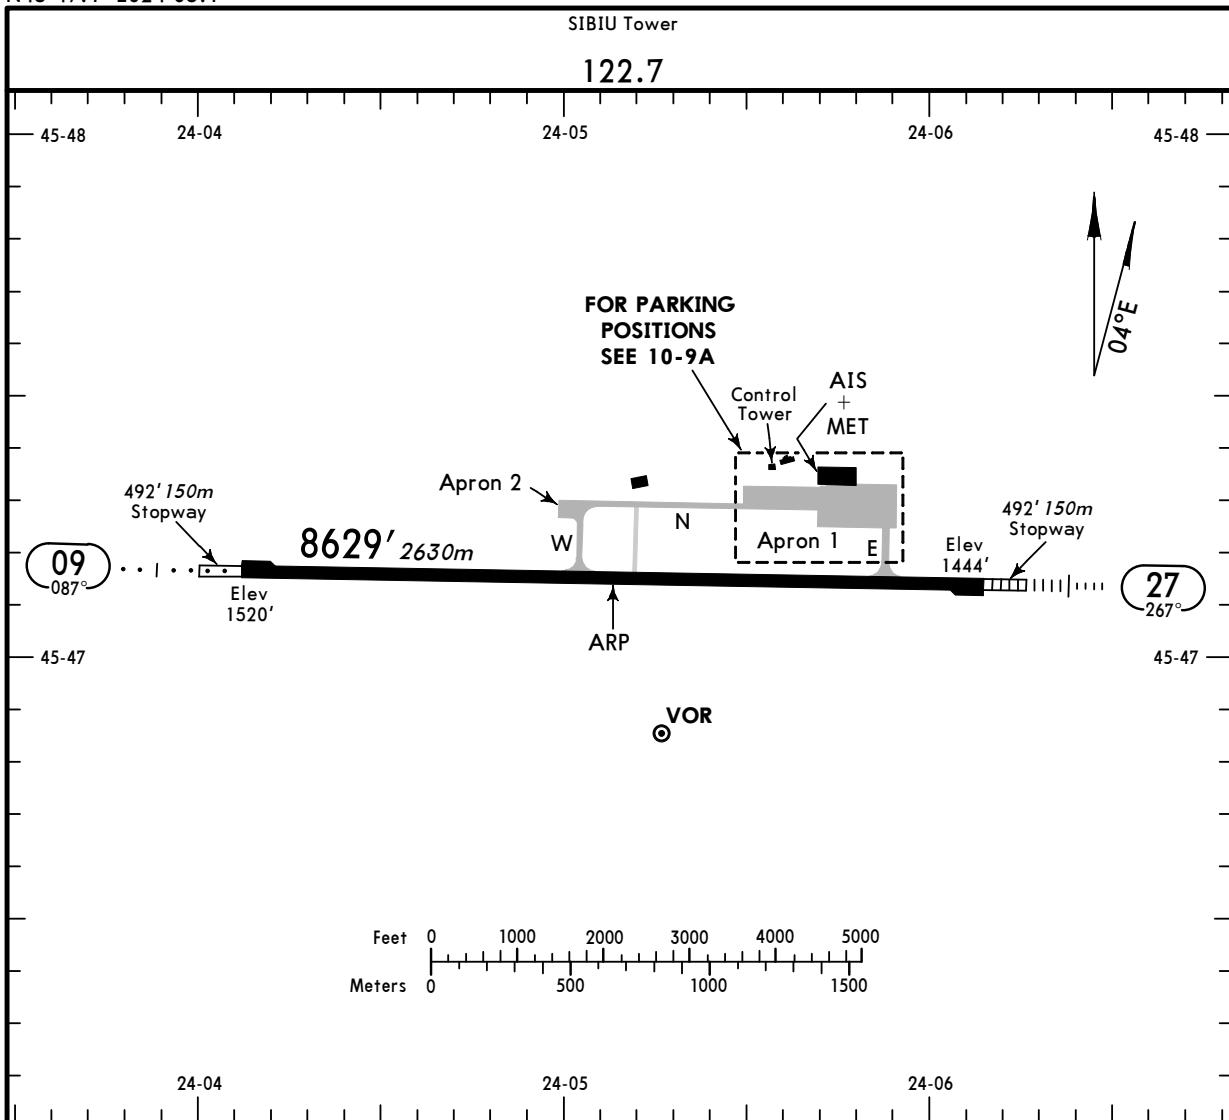 SIBIU Tower
122.7
24-04
24-05
24-06
45-48
45-48
04°E
FOR PARKING
POSITIONS
SEE 10-9A
Control
Tower
AIS
+
MET
Apron 2
492' 150m
Stopway
8629' 2630m
W
N
Apron 1
E
Elev
1444'
492' 150m
Stopway
09
087°
Elev
1520'
27
267°
ARP
45-47
45-47
VOR
Feet 0 1000 2000 3000 4000 5000
Meters 0 500 1000 1500
24-04
24-05
24-06